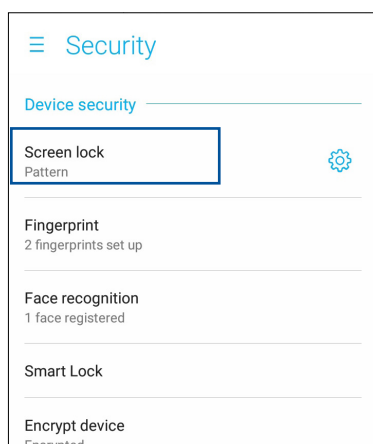 Security
Device security
Screen lock
Pattern
Fingerprint
2 fingerprints set up
Face recognition
1 face registered
Smart Lock
Encrypt device
Encrypted